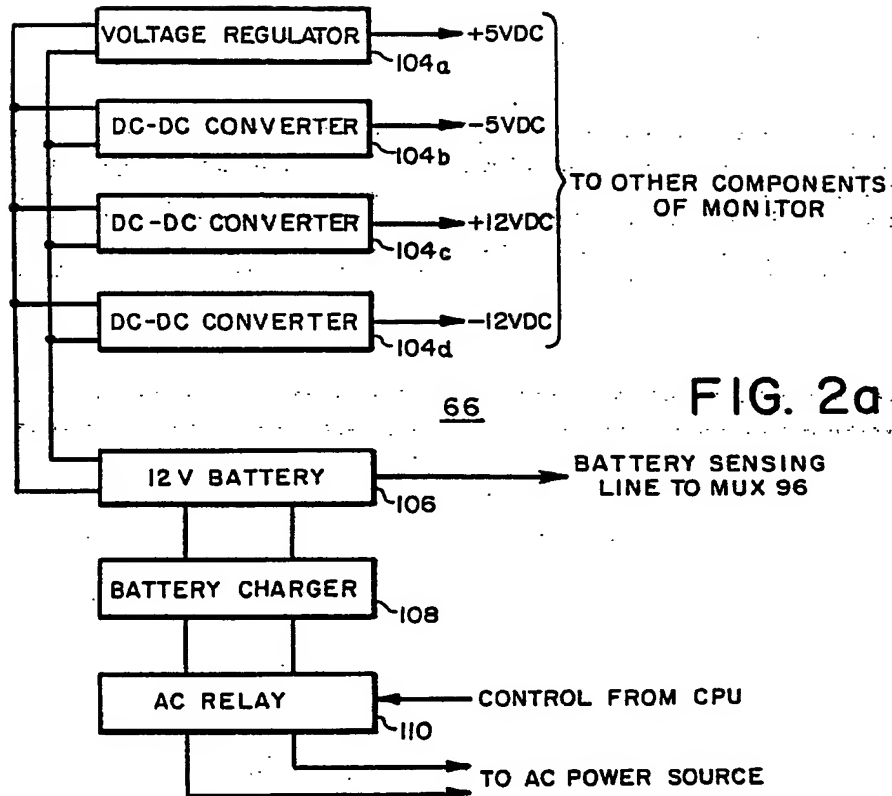 VOLTAGE REGULATOR
104a
+5VDC
DC-DC CONVERTER
104b
-5VDC
DC-DC CONVERTER
104c
+12VDC
DC-DC CONVERTER
104d
-12VDC
TO OTHER COMPONENTS
OF MONITOR
66
FIG. 2a
12V BATTERY
106
BATTERY SENSING
LINE TO MUX 96
BATTERY CHARGER
108
AC RELAY
110
CONTROL FROM CPU
TO AC POWER SOURCE